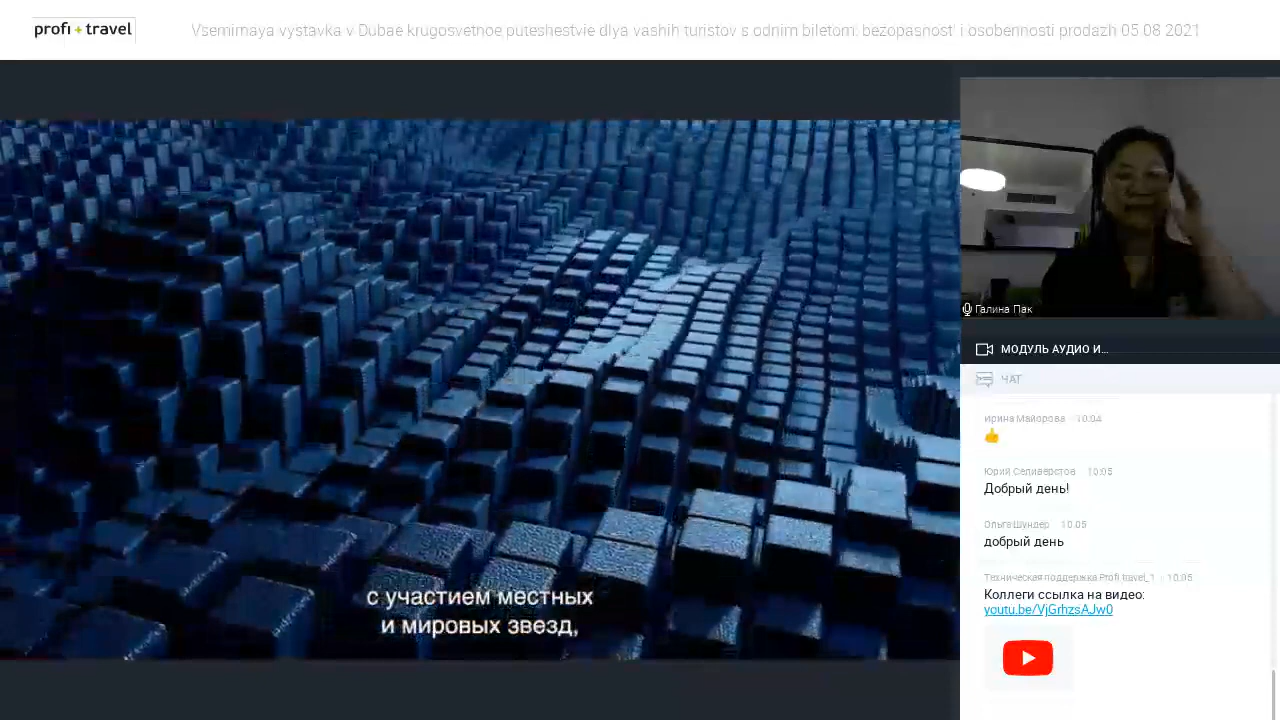 profi + travel
Vsemirnaya vystavka v Dubae krugosvetnoe puteshestvie dlya vashih turistov s odnim biletom: bezopasnost' i osobennosti prodazh 05 08 2021
с участием местных
и мировых звезд,
Галина Пак
МОДУЛЬ АУДИО И...
ЧАТ
Ирина Майорова 10:04
Юрий Селиверстов 10:05
Добрый день!
Ольга Шундер 10:05
добрый день
Техническая поддержка Profi.travel_1 10:05
Коллеги ссылка на видео:
youtu.be/VjGrhzsAJw0